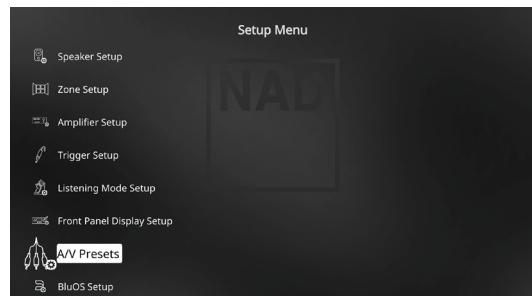 Setup Menu
Speaker Setup
Zone Setup
Amplifier Setup
Trigger Setup
Listening Mode Setup
Front Panel Display Setup
A/V Presets
BluOS Setup
NAD